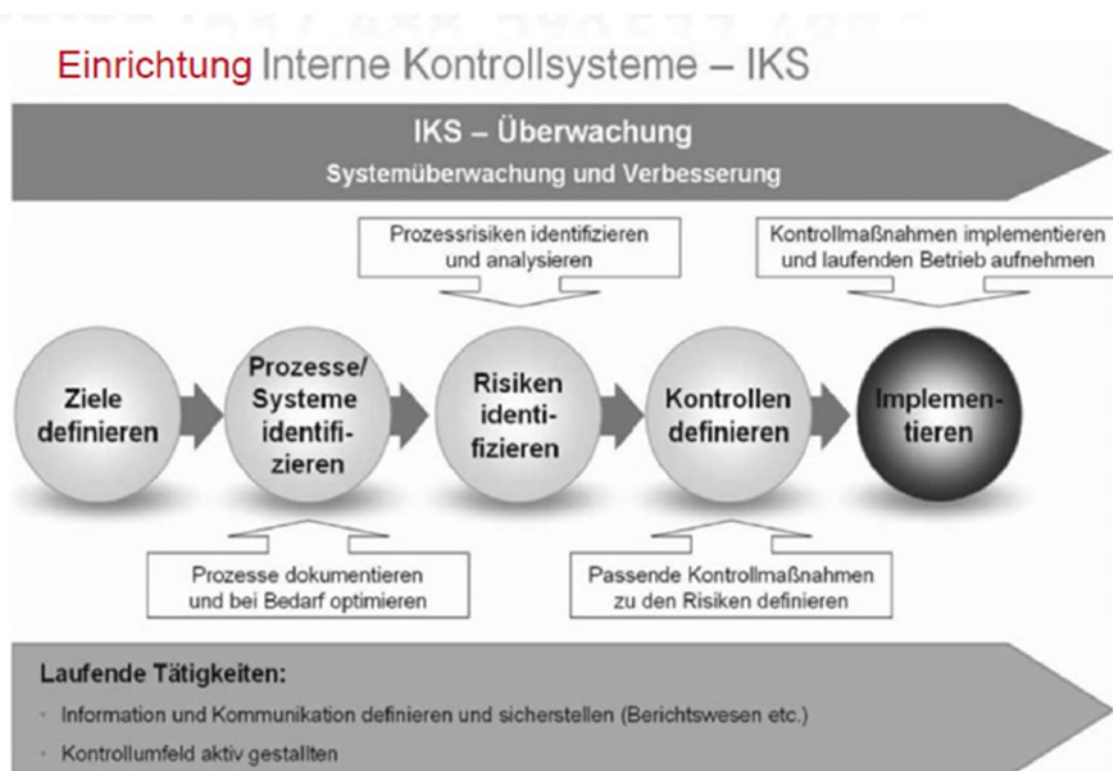 Einrichtung Interne Kontrollsysteme – IKS
IKS – Überwachung
Systemüberwachung und Verbesserung
Prozessrisiken identifizieren
und analysieren
Kontrollmaßnahmen implementieren
und laufenden Betrieb aufnehmen
Ziele
definieren
Prozesse/
Systeme
identifi-
zieren
Risiken
identi-
fizieren
Kontrollen
definieren
Implemen-
tieren
Prozesse dokumentieren
und bei Bedarf optimieren
Passende Kontrollmaßnahmen
zu den Risiken definieren
Laufende Tätigkeiten:
· Information und Kommunikation definieren und sicherstellen (Berichtswesen etc.)
· Kontrollumfeld aktiv gestallten